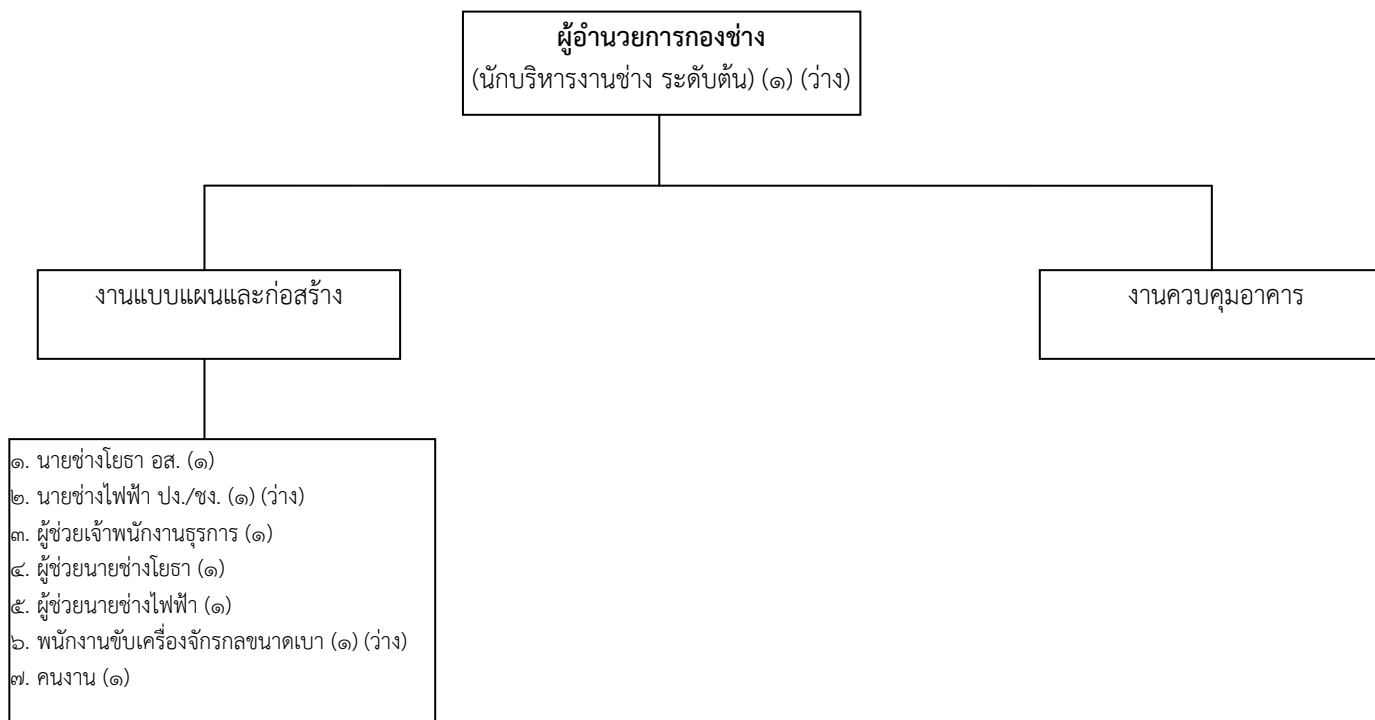 ผู้อำนวยการกองช่าง
(นักบริหารงานช่าง ระดับต้น) (๑) (ว่าง)
งานแบบแผนและก่อสร้าง
งานควบคุมอาคาร
๑. นายช่างโยธา อส. (๑)
๒. นายช่างไฟฟ้า ปง./ชง. (๑) (ว่าง)
๓. ผู้ช่วยเจ้าพนักงานธุรการ (๑)
๔. ผู้ช่วยนายช่างโยธา (๑)
๕. ผู้ช่วยนายช่างไฟฟ้า (๑)
๖. พนักงานขับเครื่องจักรกลขนาดเบา (๑) (ว่าง)
๗. คนงาน (๑)